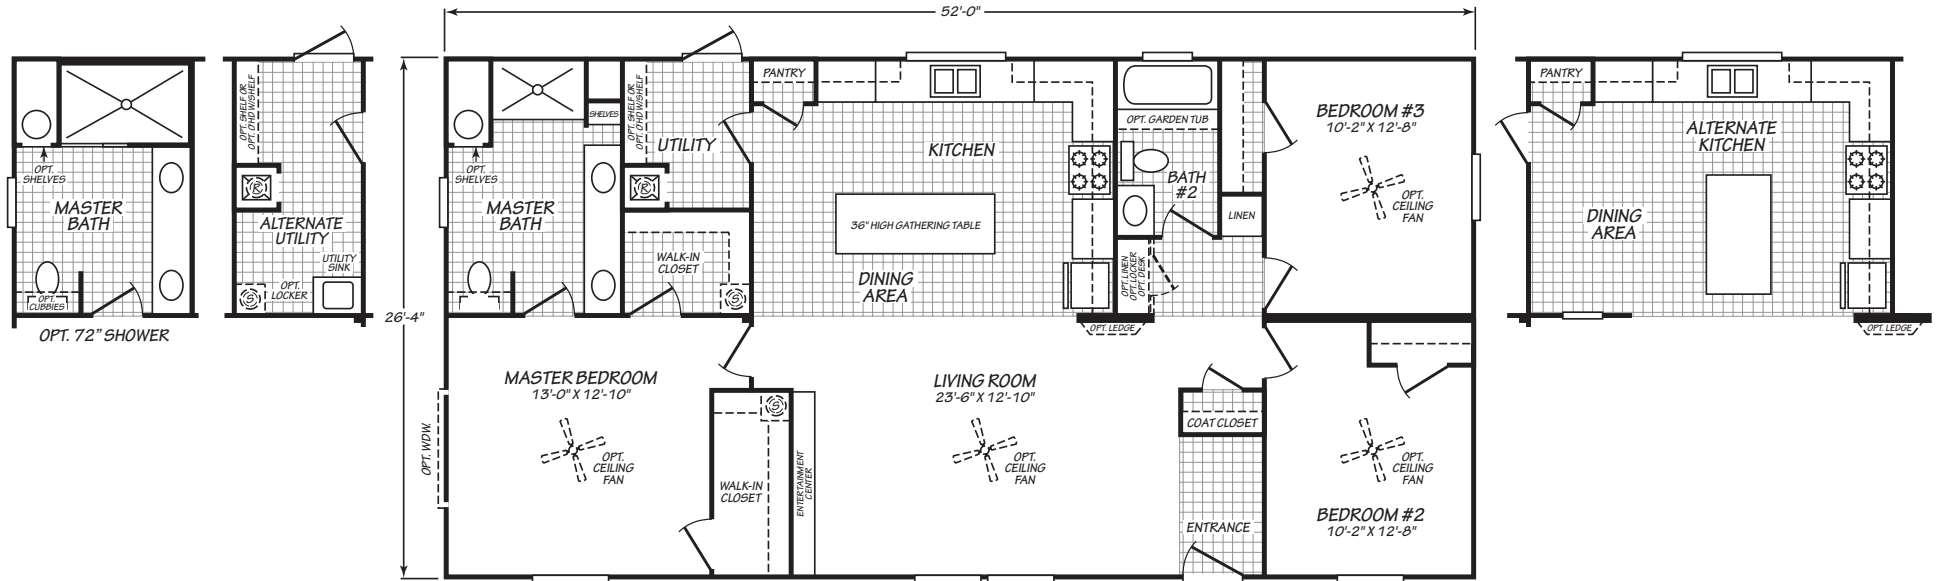 52'-0"
OPT. SHELF OR
OPT. OHD W/SHELF
OPT.
SHELVES
MASTER
BATH
OPT.
CUBBIES
OPT. 72" SHOWER
R
ALTERNATE
UTILITY
UTILITY
SINK
OPT.
LOCKER
S
26'-4"
SHELVES
OPT. SHELF OR
OPT. OHD W/SHELF
OPT.
SHELVES
MASTER
BATH
UTILITY
R
WALK-IN
CLOSET
S
PANTRY
KITCHEN
36" HIGH GATHERING TABLE
DINING
AREA
OPT. GARDEN TUB
BATH
#2
LINEN
OPT. LINEN
OPT. LOCKER
OPT. DESK
OPT. LEDGE
BEDROOM #3
10'-2" X 12'-8"
OPT.
CEILING
FAN
MASTER BEDROOM
13'-0" X 12'-10"
OPT.
CEILING
FAN
OPT. WDW.
S
WALK-IN
CLOSET
ENTERTAINMENT
CENTER
LIVING ROOM
23'-6" X 12'-10"
OPT.
CEILING
FAN
COAT CLOSET
ENTRANCE
OPT.
CEILING
FAN
BEDROOM #2
10'-2" X 12'-8"
PANTRY
ALTERNATE
KITCHEN
DINING
AREA
OPT. LEDGE